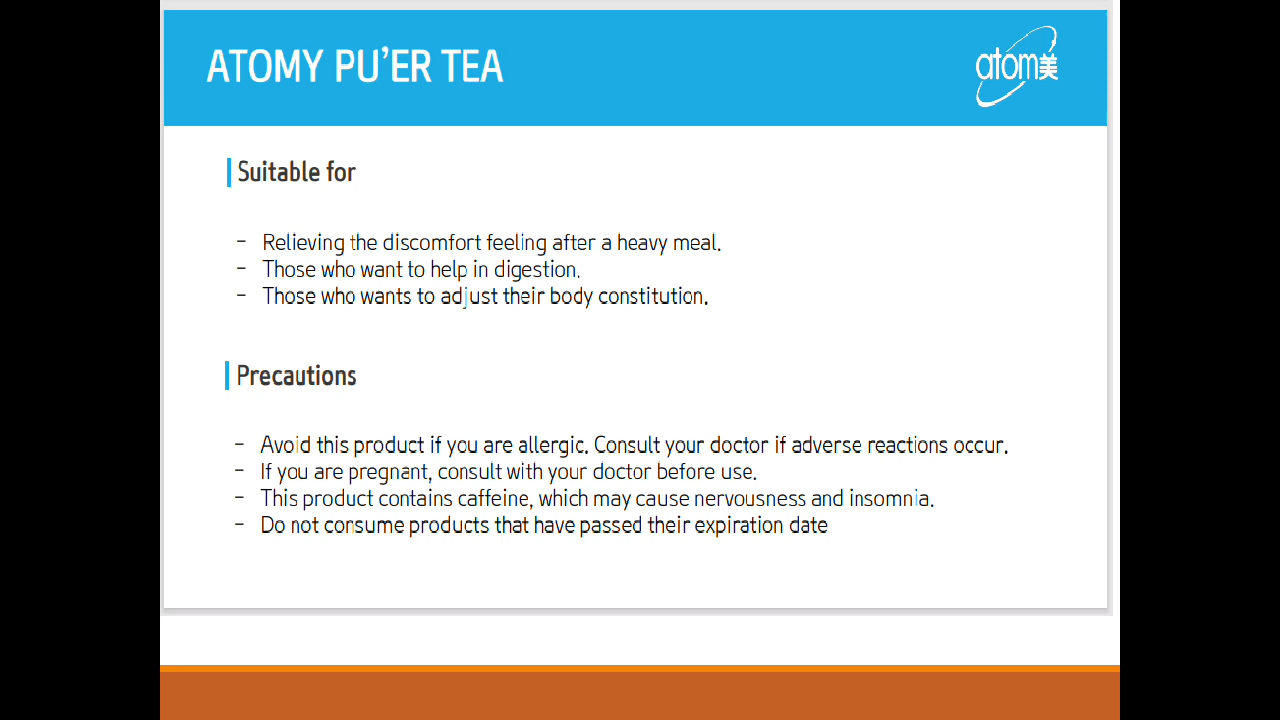 ATOMY PU’ER TEA
atom美
Suitable for
- Relieving the discomfort feeling after a heavy meal.
- Those who want to help in digestion.
- Those who wants to adjust their body constitution.
Precautions
- Avoid this product if you are allergic. Consult your doctor if adverse reactions occur.
- If you are pregnant, consult with your doctor before use.
- This product contains caffeine, which may cause nervousness and insomnia.
- Do not consume products that have passed their expiration date